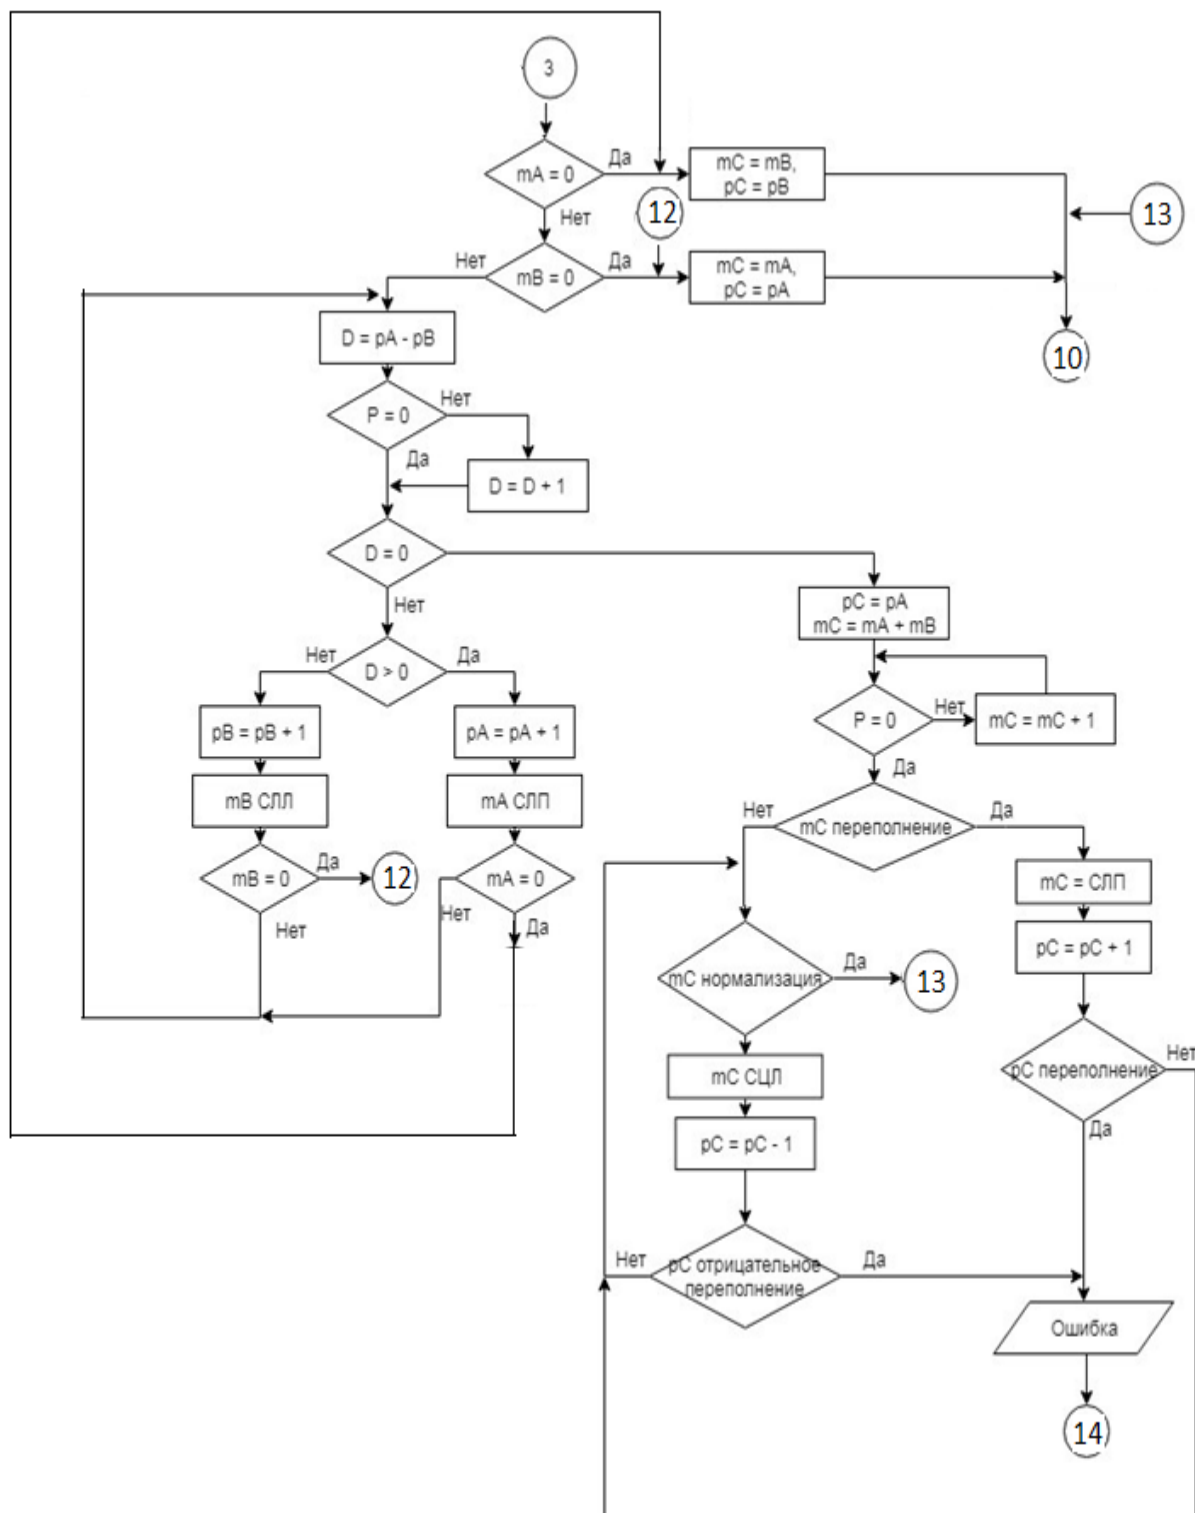 3
mA = 0
Да
mC = mB,
pC = pB
12
13
Нет
mB = 0
Нет
Да
mC = mA,
pC = pA
D = pA - pB
10
P = 0
Нет
Да
D = D + 1
D = 0
Нет
pC = pA
mC = mA + mB
Нет
D > 0
Да
P = 0
Нет
mC = mC + 1
pB = pB + 1
pA = pA + 1
Да
mB СЛЛ
mA СЛП
Нет
mC переполнение
Да
mB = 0
Да
12
mA = 0
mC = СЛП
Нет
Нет
Да
pC = pC + 1
mC нормализация
Да
13
mC СЦЛ
pC переполнение
Нет
pC = pC - 1
Да
Нет
pC отрицательное
переполнение
Да
Ошибка
14